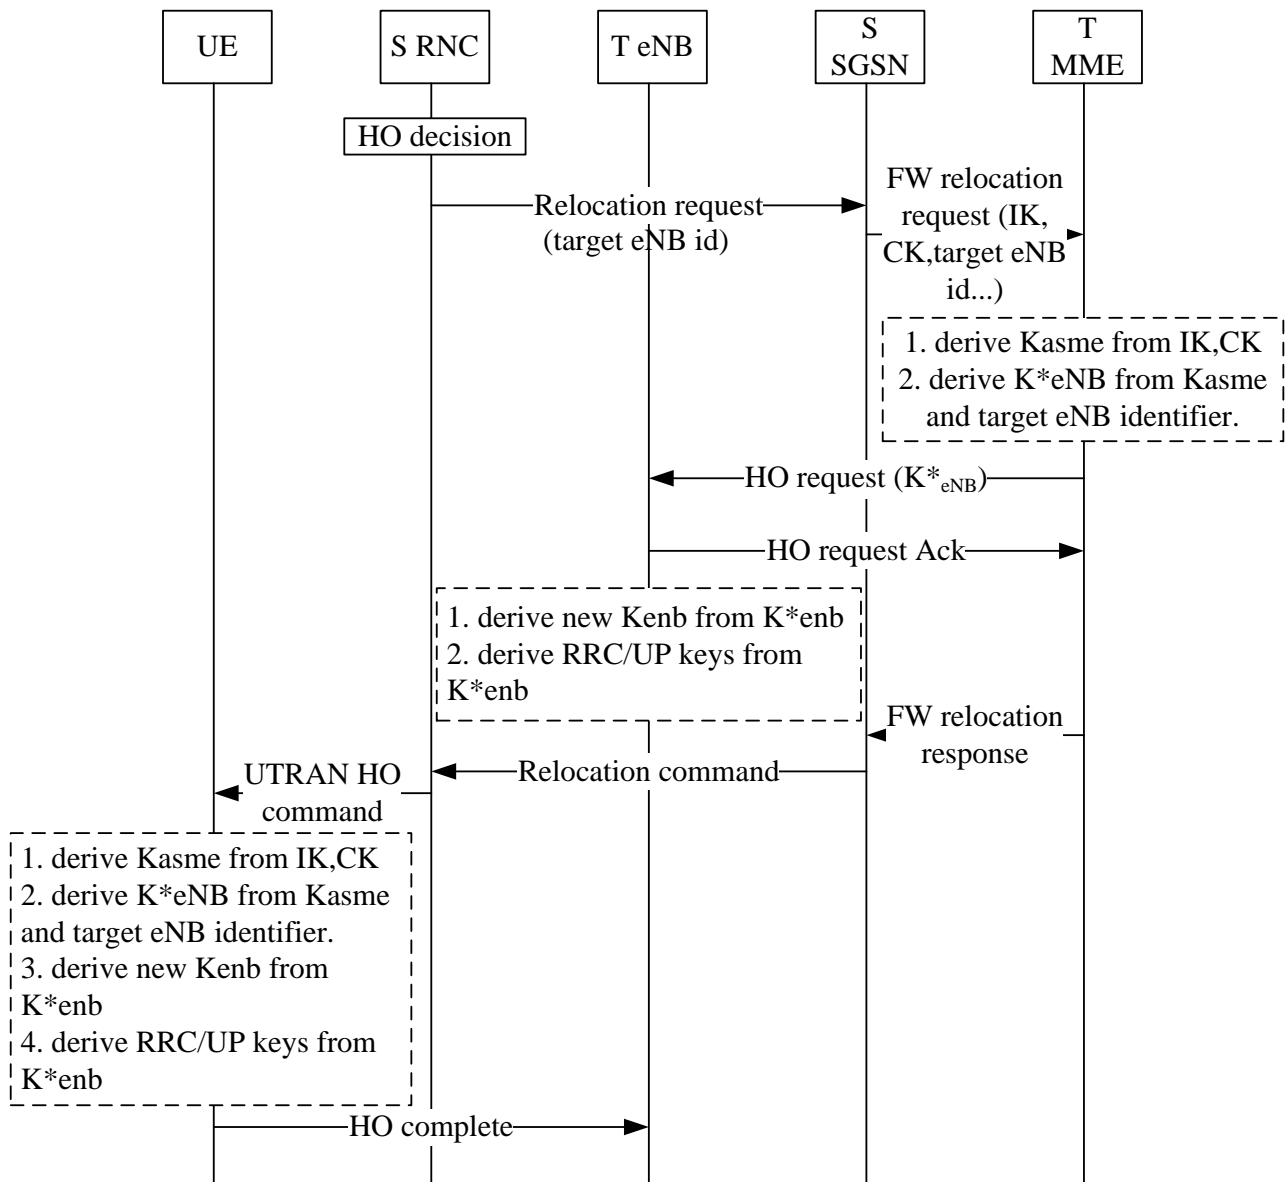 UE
S RNC
T eNB
S
SGSN
T
MME
HO decision
Relocation request
(target eNB id)
FW relocation
request (IK,
CK,target eNB
id...)
1. derive Kasme from IK,CK
2. derive K*eNB from Kasme
and target eNB identifier.
HO request (K*eNB)
HO request Ack
1. derive new Kenb from K*enb
2. derive RRC/UP keys from
K*enb
FW relocation
response
Relocation command
UTRAN HO
command
1. derive Kasme from IK,CK
2. derive K*eNB from Kasme
and target eNB identifier.
3. derive new Kenb from
K*enb
4. derive RRC/UP keys from
K*enb
HO complete